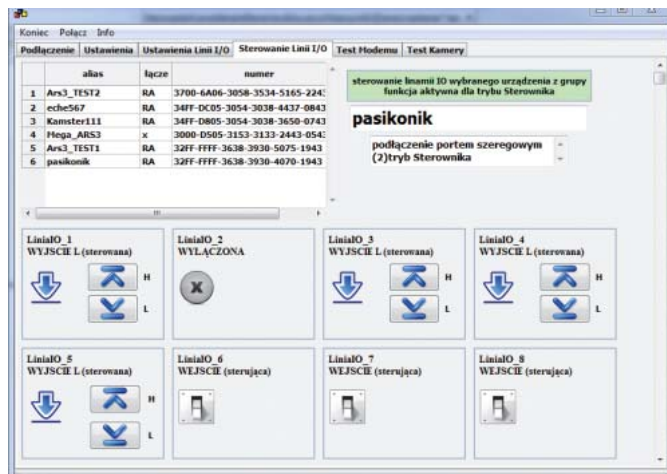 Koniec Połącz Info
Podłączenie Ustawienia Ustawienia Linii I/O Sterowanie Linii I/O Test Modemu Test Kamery
alias łącze numer
1 Ars3_TEST2 RA 3700-6A06-3058-3534-5165-2243
2 eche567 RA 34FF-DC05-3054-3038-4437-0843
3 Kamster111 RA 34FF-D805-3054-3038-3650-0743
4 Mega_ARS3 x 3000-D505-3153-3133-2443-054
5 Ars3_TEST1 RA 32FF-FFFF-3638-3930-5075-1943
6 pasikonik RA 32FF-FFFF-3638-3930-4070-1943
sterowanie linamii IO wybranego urządzenia z grupy
funkcja aktywna dla trybu Sterownika
pasikonik
podłączenie portem szeregowym
(2)tryb Sterownika
LiniaIO_1
WYJSCIE L (sterowana)
H
L
LiniaIO_2
WYLĄCZONA
X
LiniaIO_3
WYJSCIE L (sterowana)
H
L
LiniaIO_4
WYJSCIE L (sterowana)
H
L
LiniaIO_5
WYJSCIE L (sterowana)
H
L
LiniaIO_6
WEJSCIE (sterująca)
LiniaIO_7
WEJSCIE (sterująca)
LiniaIO_8
WEJSCIE (sterująca)